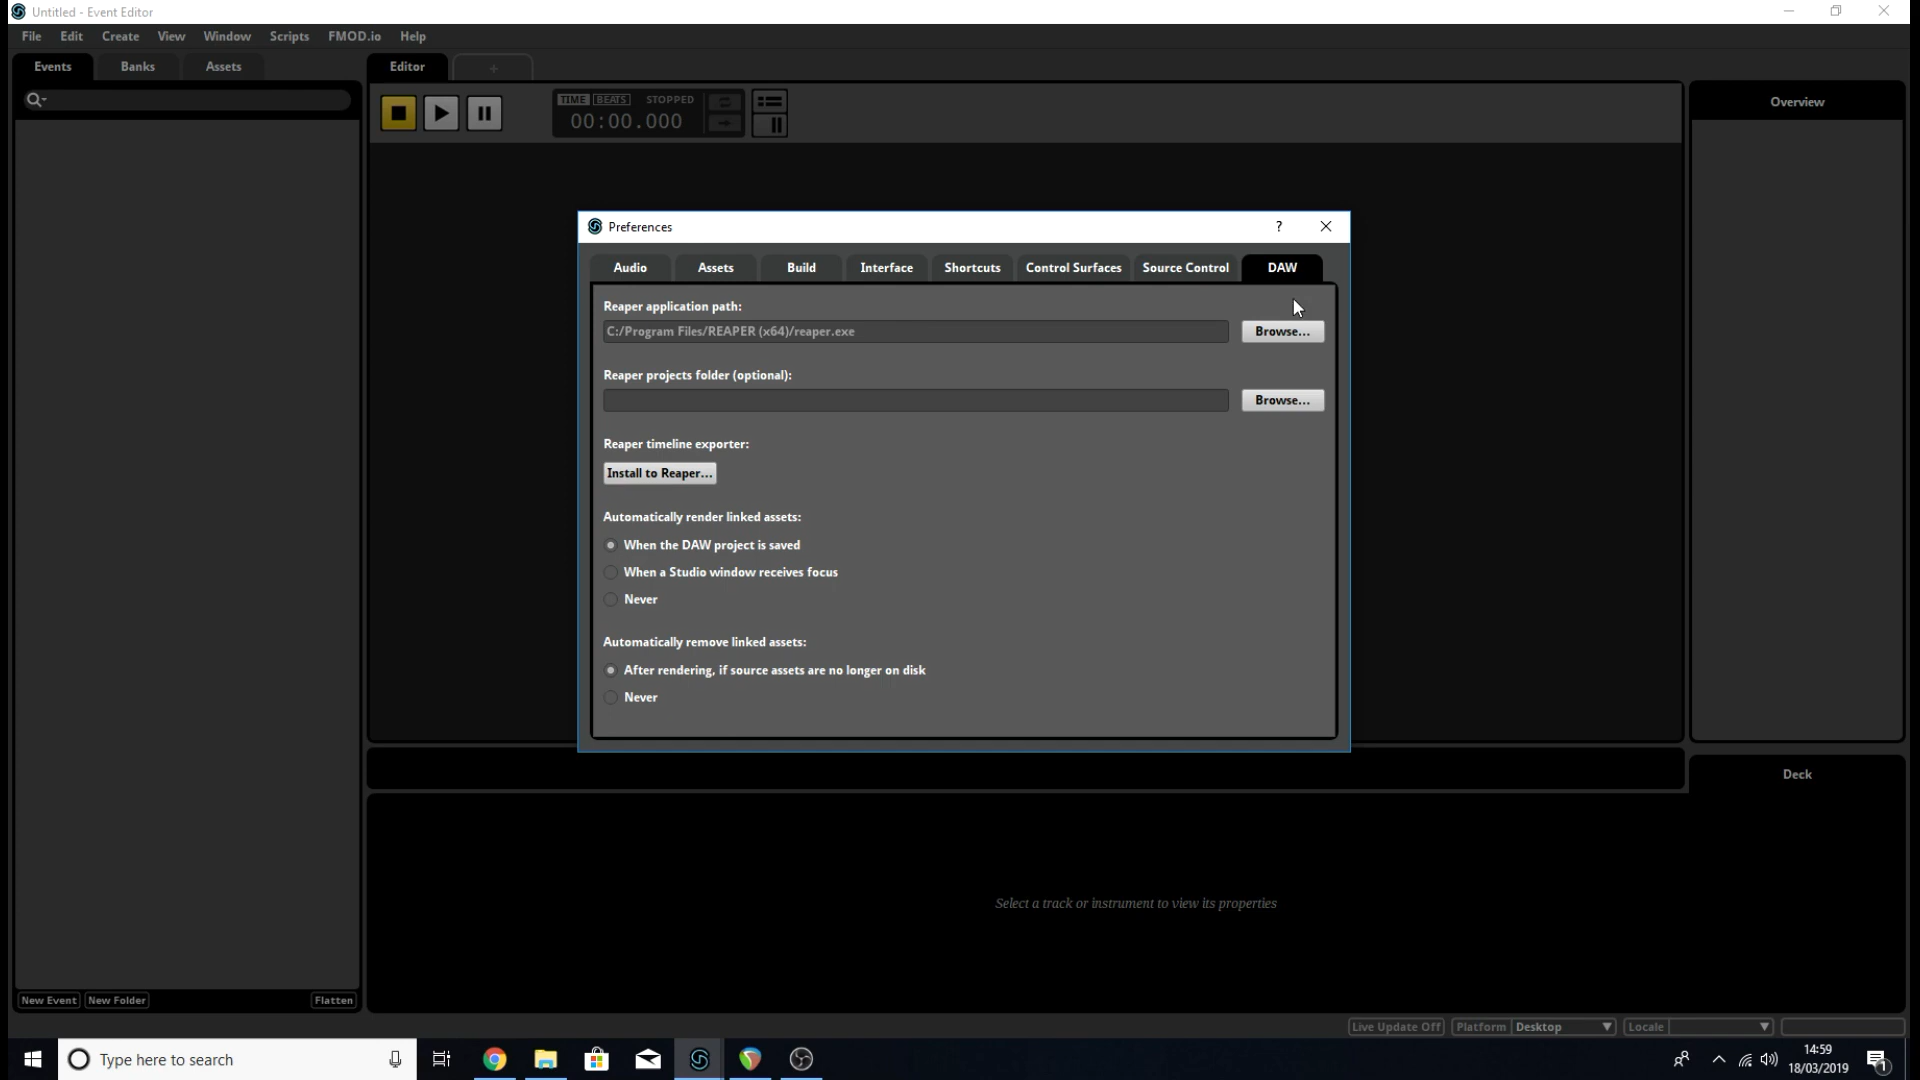 Untitled - Event Editor
File Edit Create View Window Scripts FMOD.io Help
Events Banks Assets Editor +
TIME BEATS STOPPED
00:00.000
Overview
Preferences ?
Audio Assets Build Interface Shortcuts Control Surfaces Source Control DAW
Reaper application path:
C:/Program Files/REAPER (x64)/reaper.exe Browse...
Reaper projects folder (optional):
Browse...
Reaper timeline exporter:
Install to Reaper...
Automatically render linked assets:
When the DAW project is saved
When a Studio window receives focus
Never
Automatically remove linked assets:
After rendering, if source assets are no longer on disk
Never
Deck
Select a track or instrument to view its properties
New Event New Folder Flatten
Live Update Off Platform Desktop Locale
Type here to search
14:59
18/03/2019
1